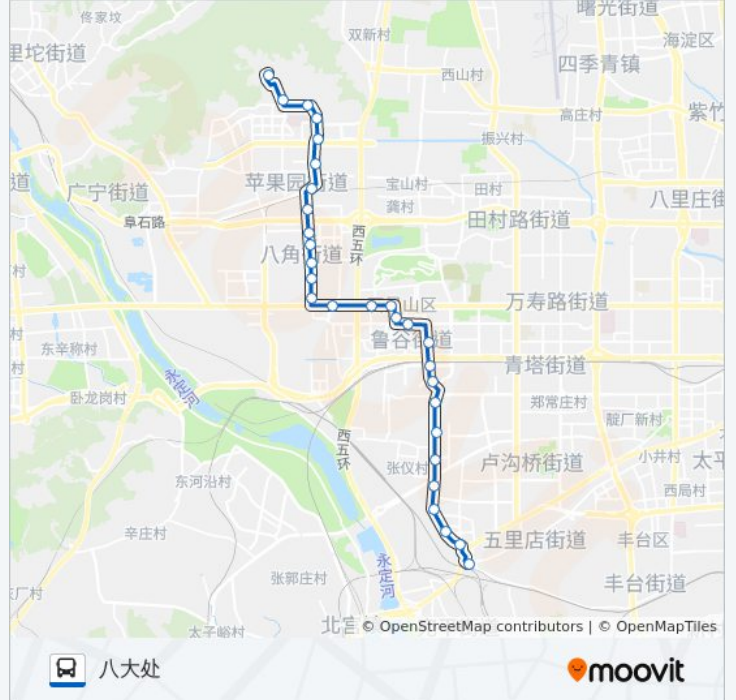 佟家坟
曙光街道
双新村
海淀区
里坨街道
四季青镇
西山村
紫竹
高庄村
振兴村
道
广宁街道
苹果园街道
宝山村
田村
八里庄街
龚村
阜石路
田村路街道
西五环
八角街道
村
山区
万寿路街道
村
鲁谷街道
东辛称村
青塔街道
村
永定河
卧龙岗村
郑常庄村
靛厂新村
西五环
小井村
太平
张仪村
卢沟桥街道
东河沿村
西局村
辛庄村
五里店街道
丰台区
永定河
张郭庄村
丰台街道
厂村
太子峪村
北宫
© OpenStreetMap contributors | © OpenMapTiles
八大处
moovit